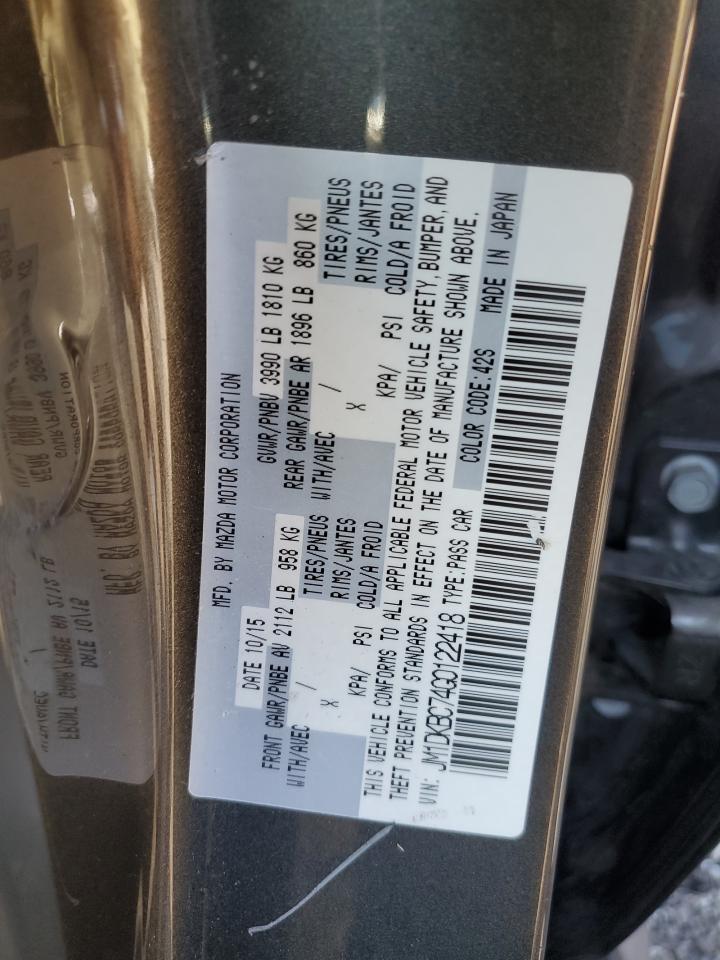 MFD. BY MAZDA MOTOR CORPORATION
DATE 10/15 GVWR/PNBV 3990 LB 1810 KG
FRONT GAWR/PNBE AU 2112 LB 958 KG REAR GAWR/PNBE AR 1896 LB 860 KG
WITH/AVEC TIRES/PNEUS WITH/AVEC TIRES/PNEUS
X / RIMS/JANTES X / RIMS/JANTES
KPA/ PSI COLD/A FROID KPA/ PSI COLD/A FROID
THIS VEHICLE CONFORMS TO ALL APPLICABLE FEDERAL MOTOR VEHICLE SAFETY, BUMPER, AND
THEFT PREVENTION STANDARDS IN EFFECT ON THE DATE OF MANUFACTURE SHOWN ABOVE.
VIN: JM1DKBC74G0122418 TYPE:PASS CAR COLOR CODE:42S MADE IN JAPAN